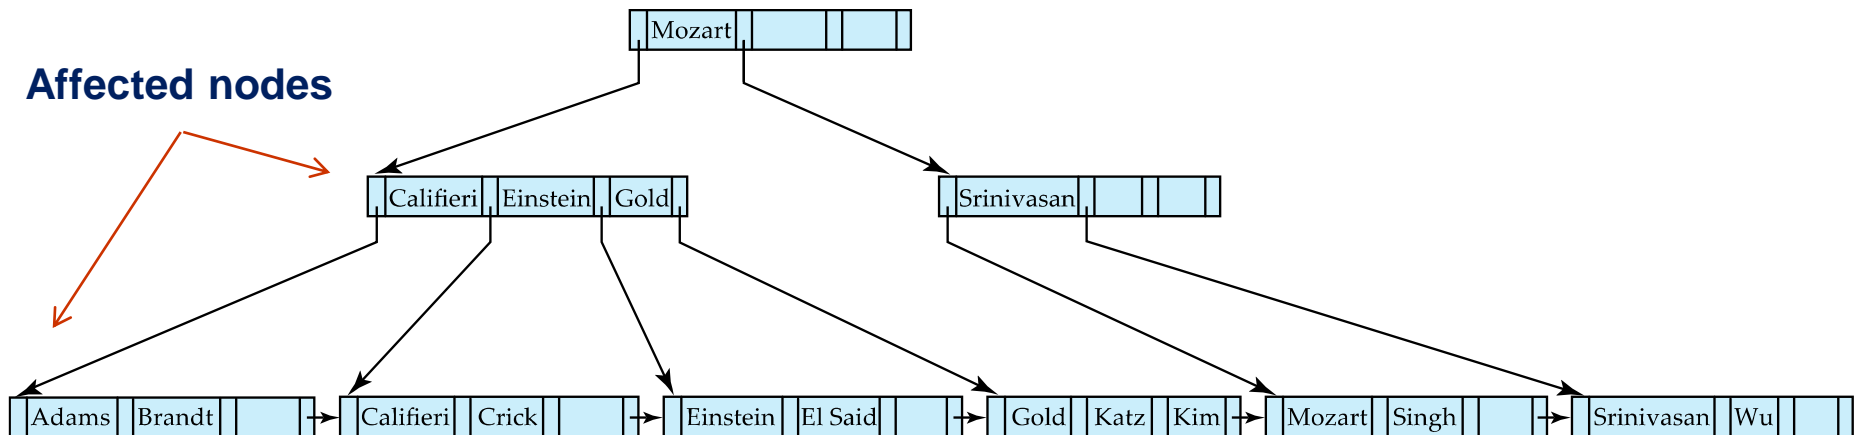 Mozart
Affected nodes
Califieri Einstein Gold
Srinivasan
Adams Brandt
Califieri Crick
Einstein El Said
Gold Katz Kim
Mozart Singh
Srinivasan Wu